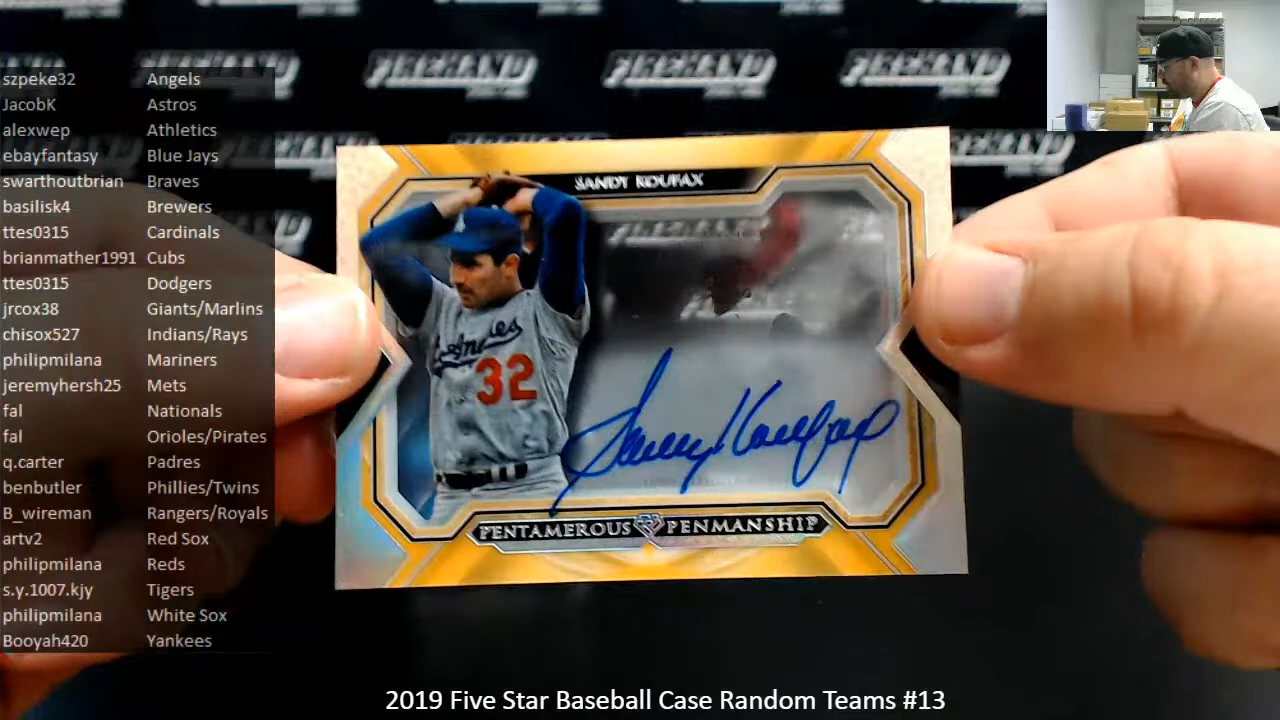 szpeke32 Angels
JacobK Astros
alexwep Athletics
ebayfantasy Blue Jays
swarthoutbrian Braves
basilisk4 Brewers
ttes0315 Cardinals
brianmather1991 Cubs
ttes0315 Dodgers
jrcox38 Giants/Marlins
chisox527 Indians/Rays
philipmilana Mariners
jeremyhersh25 Mets
fal Nationals
fal Orioles/Pirates
q.carter Padres
benbutler Phillies/Twins
B_wireman Rangers/Royals
artv2 Red Sox
philipmilana Reds
s.y.1007.kjy Tigers
philipmilana White Sox
Booyah420 Yankees
SANDY KOUFAX
Los Angeles
32
Sandy Koufax
PENTAMEROUS PENMANSHIP
2019 Five Star Baseball Case Random Teams #13